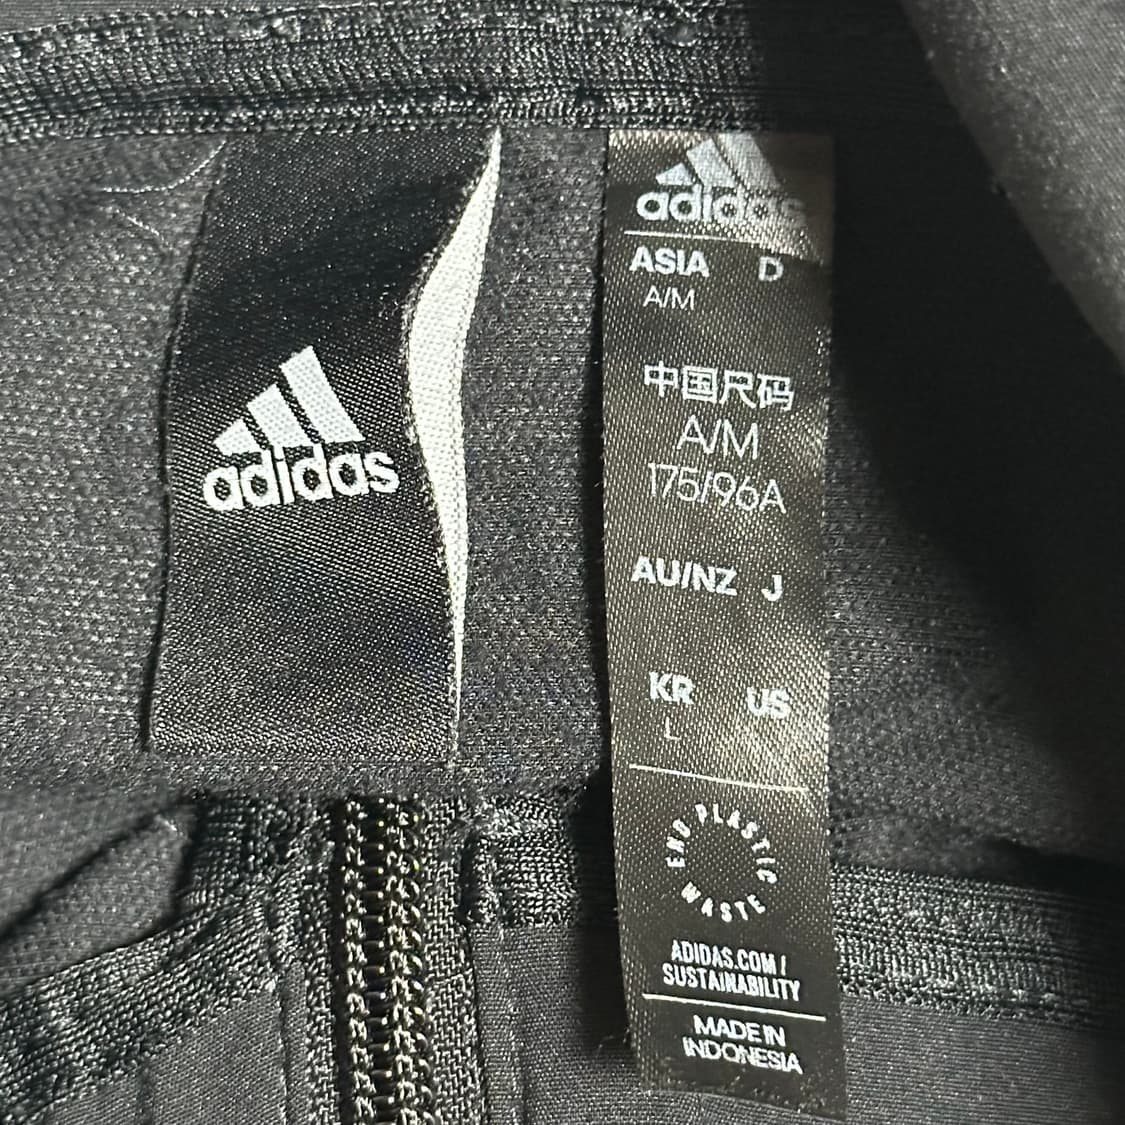 adidas
adidas
ASIA D
A/M
中国尺码
A/M
175/96A
AU/NZ J
KR US
L
END PLASTIC WASTE
ADIDAS.COM/
SUSTAINABILITY
MADE IN
INDONESIA